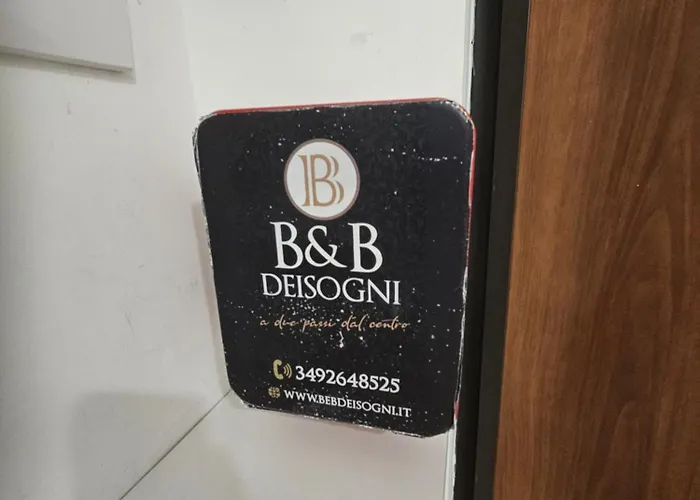 B
B&B
DEISOGNI
a due passi dal centro
3492648525
WWW.BEBDEISOGNI.IT